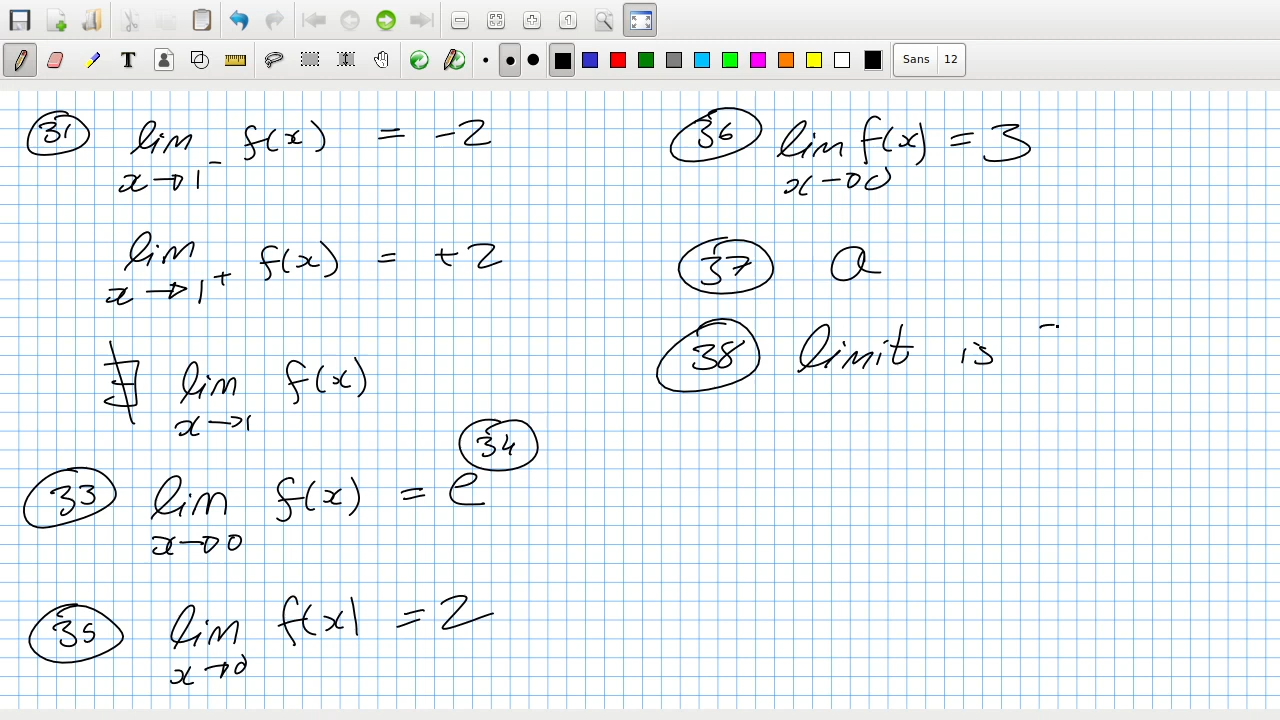 Sans 12
31 lim x→1⁻ f(x) = -2
lim x→1⁺ f(x) = +2
∄ lim x→1 f(x)
34
33 lim x→0 f(x) = e
35 lim x→0 f(x) = 2
36 lim x→0 f(x) = 3
37 a
38 limit is